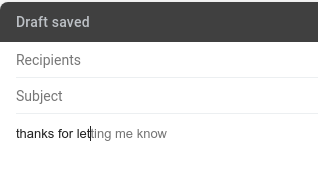 Draft saved
Recipients
Subject
thanks for letting me know